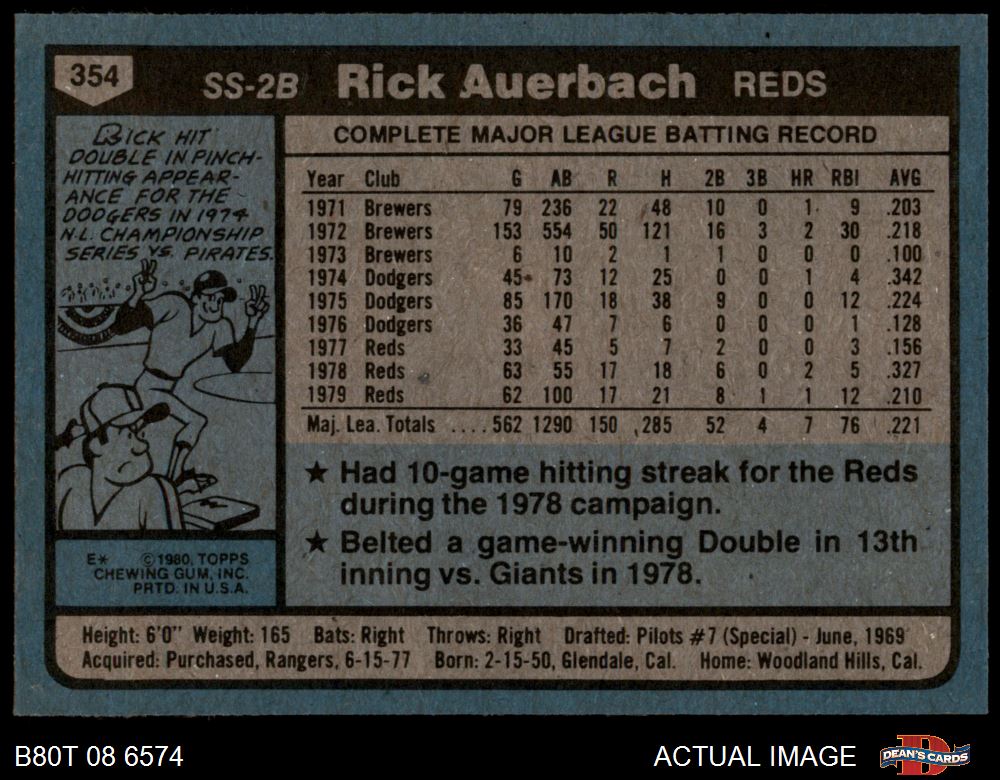 354
SS-2B Rick Auerbach REDS
RICK HIT
DOUBLE IN PINCH-
HITTING APPEAR-
ANCE FOR THE
DODGERS IN 1974
N.L. CHAMPIONSHIP
SERIES VS. PIRATES.
E* ©1980, TOPPS
CHEWING GUM, INC.
PRTD. IN U.S.A.
COMPLETE MAJOR LEAGUE BATTING RECORD
Year Club G AB R H 2B 3B HR RBI AVG
1971 Brewers 79 236 22 48 10 0 1 9 .203
1972 Brewers 153 554 50 121 16 3 2 30 .218
1973 Brewers 6 10 2 1 1 0 0 0 .100
1974 Dodgers 45 73 12 25 0 0 1 4 .342
1975 Dodgers 85 170 18 38 9 0 0 12 .224
1976 Dodgers 36 47 7 6 0 0 0 1 .128
1977 Reds 33 45 5 7 2 0 0 3 .156
1978 Reds 63 55 17 18 6 0 2 5 .327
1979 Reds 62 100 17 21 8 1 1 12 .210
Maj. Lea. Totals ....562 1290 150 285 52 4 7 76 .221
★ Had 10-game hitting streak for the Reds
during the 1978 campaign.
★ Belted a game-winning Double in 13th
inning vs. Giants in 1978.
Height: 6'0" Weight: 165 Bats: Right Throws: Right Drafted: Pilots #7 (Special) - June, 1969
Acquired: Purchased, Rangers, 6-15-77 Born: 2-15-50, Glendale, Cal. Home: Woodland Hills, Cal.
B80T 08 6574 ACTUAL IMAGE DEAN'S CARDS